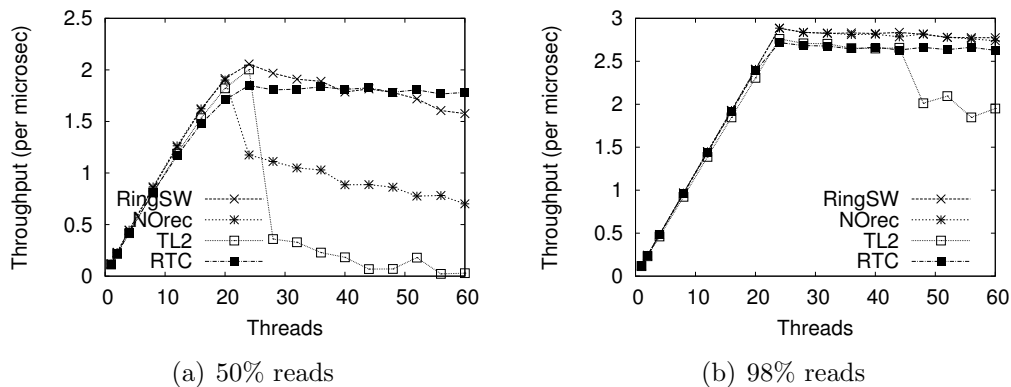 Throughput (per microsec)
2.5
2
1.5
1
0.5
0
RingSW
NOrec
TL2
RTC
0 10 20 30 40 50 60
Threads
(a) 50% reads
Throughput (per microsec)
3
2.5
2
1.5
1
0.5
0
RingSW
NOrec
TL2
RTC
0 10 20 30 40 50 60
Threads
(b) 98% reads